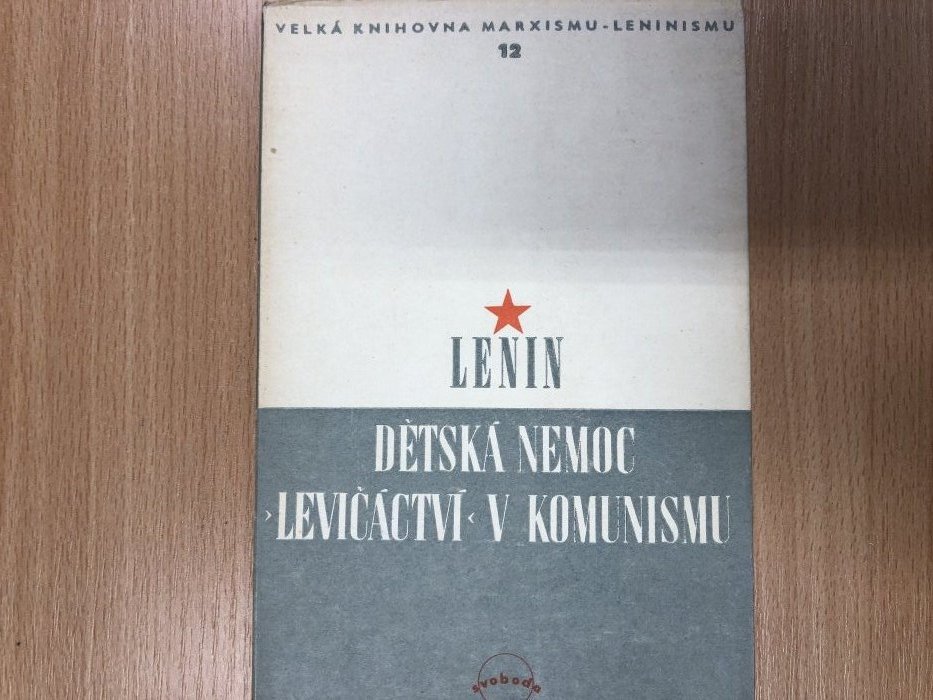 VELKÁ KNIHOVNA MARXISMU-LENINISMU
12
LENIN
DĚTSKÁ NEMOC
›LEVIČÁCTVÍ‹ V KOMUNISMU
svoboda